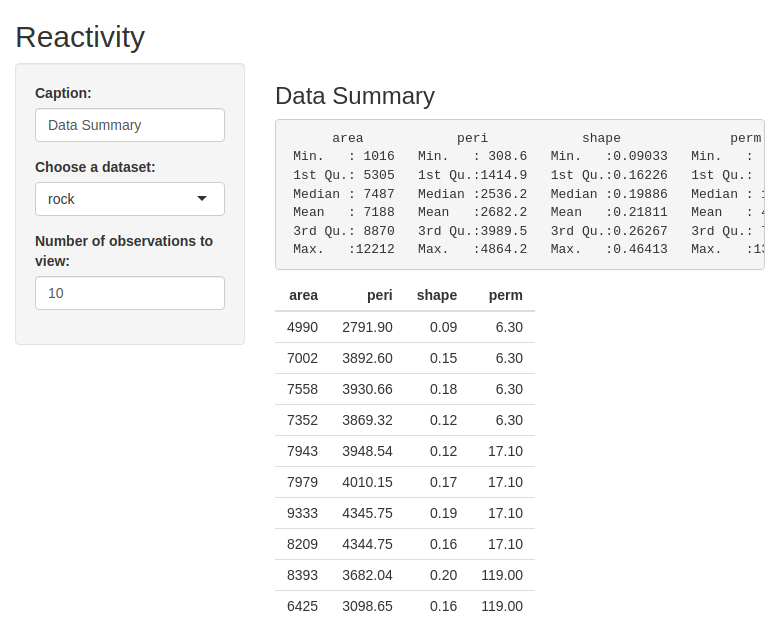 Reactivity
Caption:
Data Summary
Choose a dataset:
rock
Number of observations to
view:
10
Data Summary
area peri shape perm
Min. : 1016 Min. : 308.6 Min. :0.09033 Min. :
1st Qu.: 5305 1st Qu.:1414.9 1st Qu.:0.16226 1st Qu.:
Median : 7487 Median :2536.2 Median :0.19886 Median :
Mean : 7188 Mean :2682.2 Mean :0.21811 Mean :
3rd Qu.: 8870 3rd Qu.:3989.5 3rd Qu.:0.26267 3rd Qu.:
Max. :12212 Max. :4864.2 Max. :0.46413 Max. :
area peri shape perm
4990 2791.90 0.09 6.30
7002 3892.60 0.15 6.30
7558 3930.66 0.18 6.30
7352 3869.32 0.12 6.30
7943 3948.54 0.12 17.10
7979 4010.15 0.17 17.10
9333 4345.75 0.19 17.10
8209 4344.75 0.16 17.10
8393 3682.04 0.20 119.00
6425 3098.65 0.16 119.00